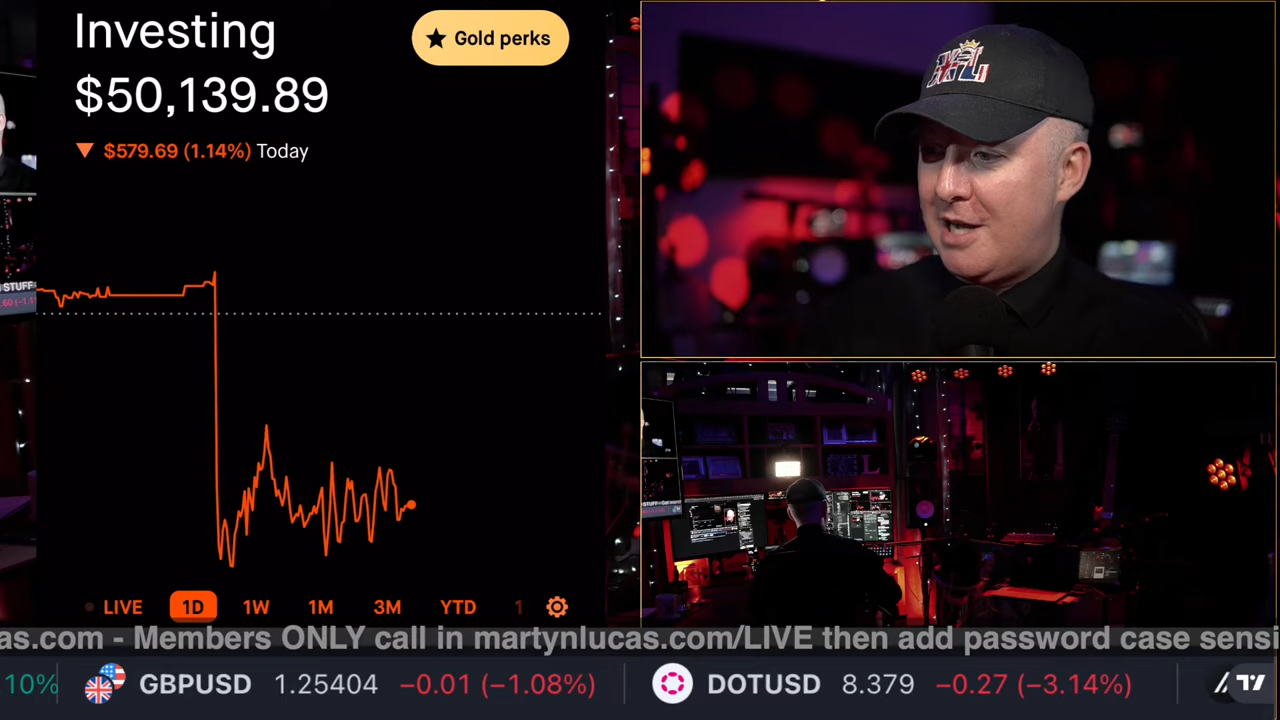 Investing
Gold perks
$50,139.89
$579.69 (1.14%) Today
STUFF
LIVE 1D 1W 1M 3M YTD 1
as.com - Members ONLY call in martynlucas.com/LIVE then add password case sensi
10% GBPUSD 1.25404 −0.01 (−1.08%) DOTUSD 8.379 −0.27 (−3.14%)